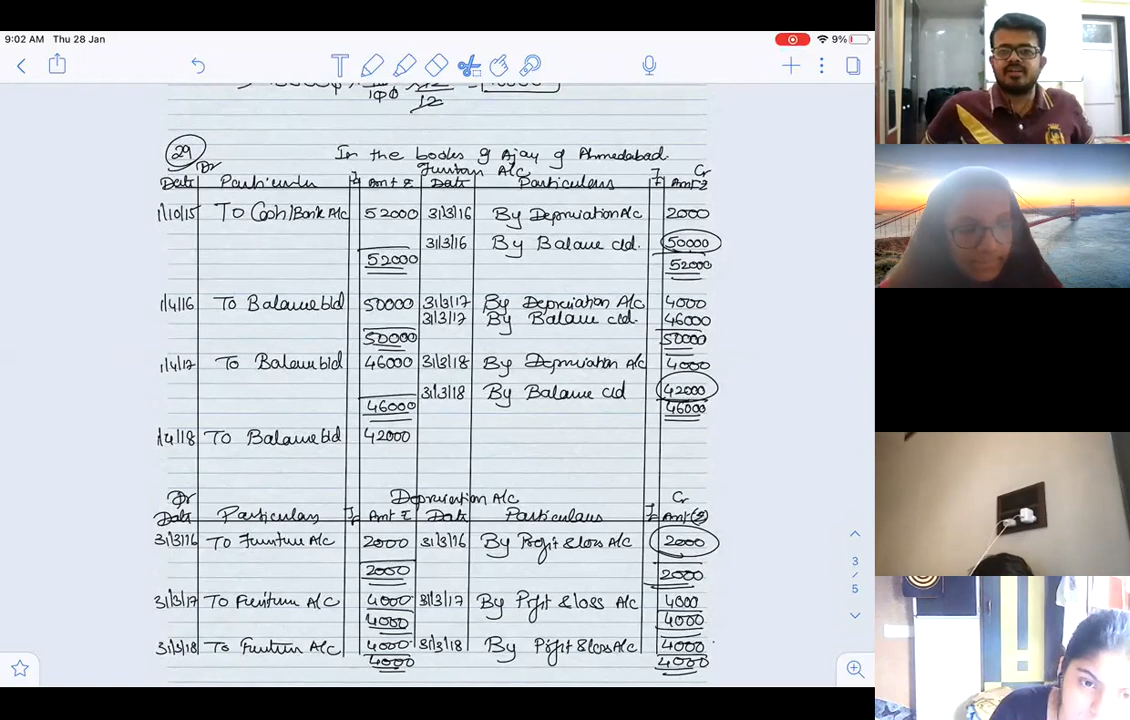 9:02 AM Thu 28 Jan 9%
100 12
29 In the books of Ajay of Ahmedabad.
Dr Furniture A/c Cr
Date Particulars Amt ₹ Date Particulars Amt ₹
1/10/15 To Cash/Bank A/c 52000 31/3/16 By Depreciation A/c 2000
31/3/16 By Balance c/d. 50000
52000 52000
1/4/16 To Balance b/d 50000 31/3/17 By Depreciation A/c 4000
31/3/17 By Balance c/d. 46000
50000 50000
1/4/17 To Balance b/d 46000 31/3/18 By Depreciation A/c 4000
31/3/18 By Balance c/d 42000
46000 46000
1/4/18 To Balance b/d 42000
Dr Depreciation A/c Cr
Date Particulars Amt ₹ Date Particulars Amt (₹)
31/3/16 To Furniture A/c 2000 31/3/16 By Profit & loss A/c 2000
2000 2000
31/3/17 To Furniture A/c 4000 31/3/17 By Profit & loss A/c 4000
4000 4000
31/3/18 To Furniture A/c 4000 31/3/18 By Profit & loss A/c 4000
4000 4000
3
/
5